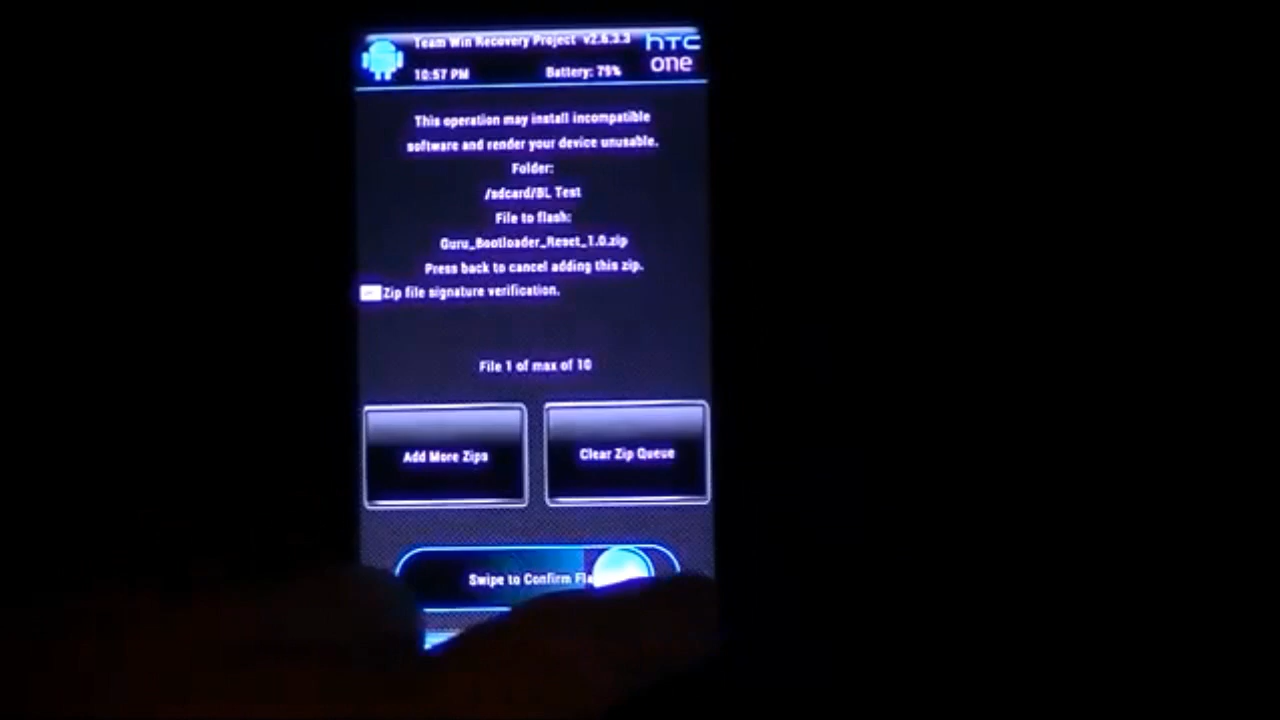 Team Win Recovery Project v2.6.3.3
hTC
one
10:57 PM
Battery: 79%
This operation may install incompatible
software and render your device unusable.
Folder:
/sdcard/BL Test
File to flash:
Guru_Bootloader_Reset_1.0.zip
Press back to cancel adding this zip.
Zip file signature verification.
File 1 of max of 10
Add More Zips
Clear Zip Queue
Swipe to Confirm Fla